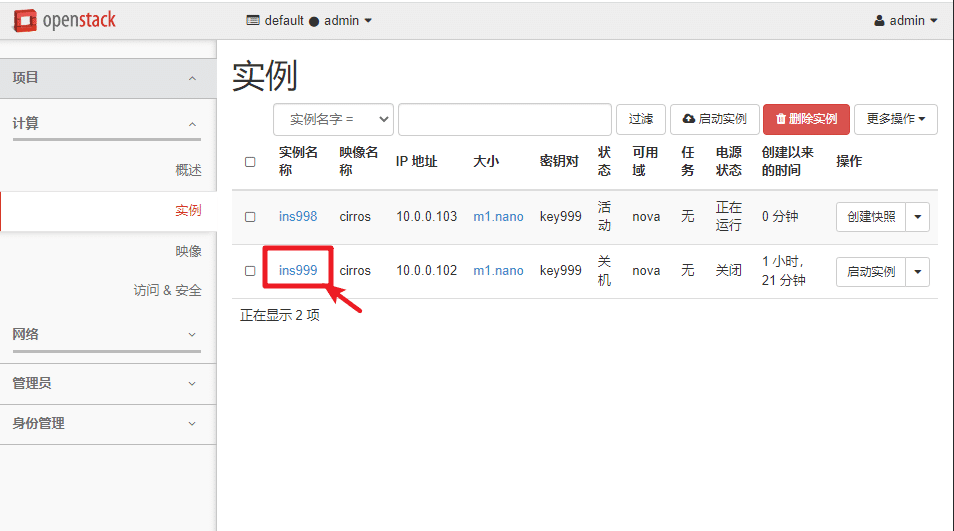 openstack default ● admin admin
项目
计算
概述
实例
映像
访问 & 安全
网络
管理员
身份管理
实例
实例名字 = 过滤 启动实例 删除实例 更多操作
实例名称 映像名称 IP 地址 大小 密钥对 状态 可用域 任务 电源状态 创建以来的时间 操作
ins998 cirros 10.0.0.103 m1.nano key999 活动 nova 无 正在运行 0 分钟 创建快照
ins999 cirros 10.0.0.102 m1.nano key999 关机 nova 无 关闭 1 小时, 21 分钟 启动实例
正在显示 2 项